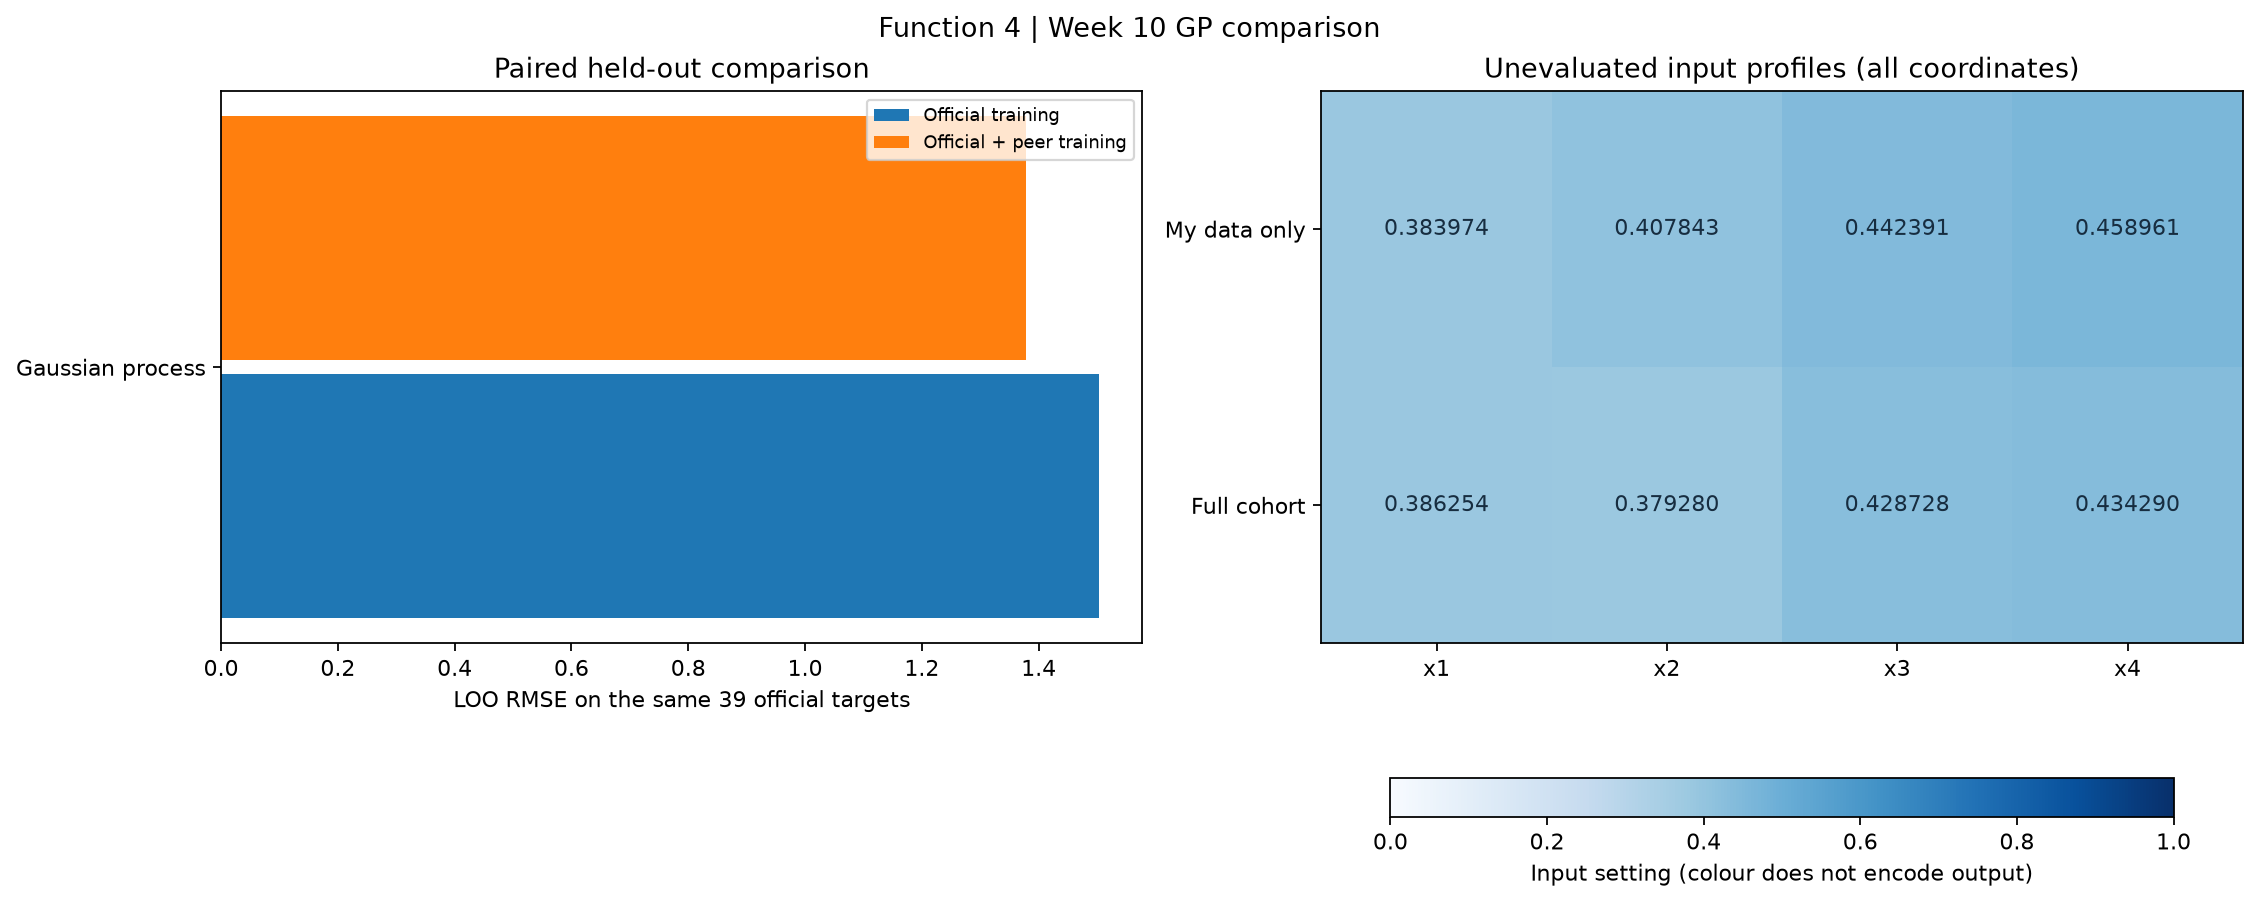 Function 4 | Week 10 GP comparison
Paired held-out comparison
Official training
Official + peer training
Gaussian process
0.0 0.2 0.4 0.6 0.8 1.0 1.2 1.4
LOO RMSE on the same 39 official targets
Unevaluated input profiles (all coordinates)
My data only 0.383974 0.407843 0.442391 0.458961
Full cohort 0.386254 0.379280 0.428728 0.434290
x1 x2 x3 x4
0.0 0.2 0.4 0.6 0.8 1.0
Input setting (colour does not encode output)